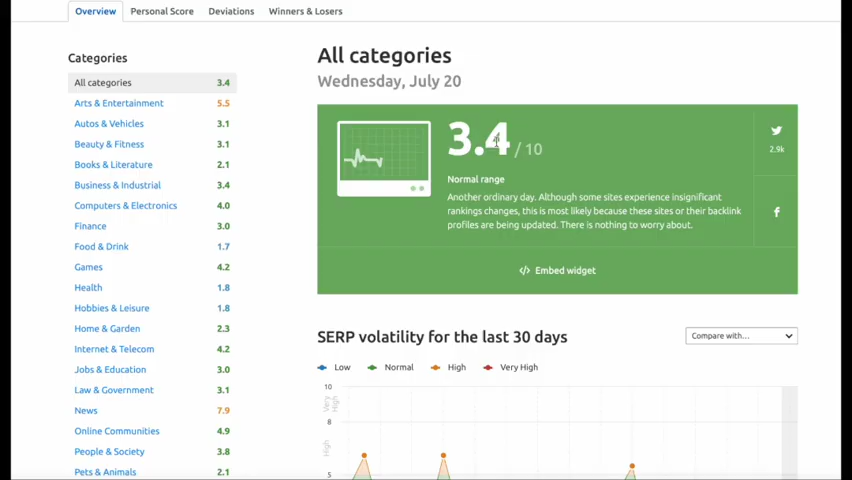 Overview Personal Score Deviations Winners & Losers
Categories
All categories 3.4
Arts & Entertainment 5.5
Autos & Vehicles 3.1
Beauty & Fitness 3.1
Books & Literature 2.1
Business & Industrial 3.4
Computers & Electronics 4.0
Finance 3.0
Food & Drink 1.7
Games 4.2
Health 1.8
Hobbies & Leisure 1.8
Home & Garden 2.3
Internet & Telecom 4.2
Jobs & Education 3.0
Law & Government 3.1
News 7.9
Online Communities 4.9
People & Society 3.8
Pets & Animals 2.1
All categories
Wednesday, July 20
3.4 / 10
Normal range
Another ordinary day. Although some sites experience insignificant
rankings changes, this is most likely because these sites or their backlink
profiles are being updated. There is nothing to worry about.
2.9k
</> Embed widget
SERP volatility for the last 30 days
Compare with...
Low Normal High Very High
10
Very High
8
High
5